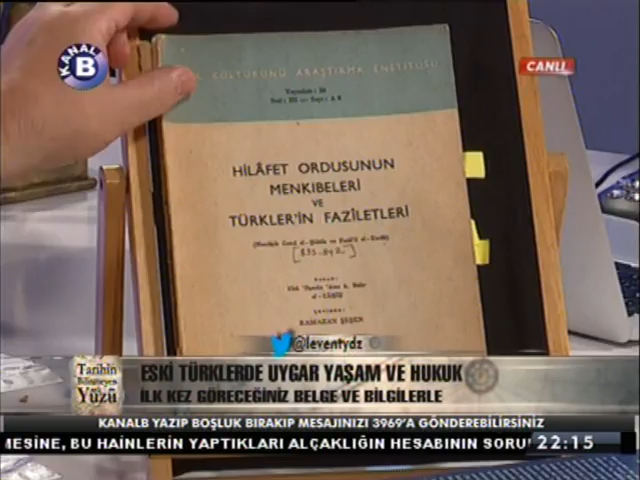 KANAL
B
CANLI
KÜLTÜRÜNÜ ARAŞTIRMA ENSTİTÜSÜ
HİLÂFET ORDUSUNUN
MENKIBELERİ
VE
TÜRKLER'İN FAZİLETLERİ
RAMAZAN ŞEŞEN
@leventydz
Tarihin
Bilinmeyen
Yüzü
ESKİ TÜRKLERDE UYGAR YAŞAM VE HUKUK
İLK KEZ GÖRECEĞİNİZ BELGE VE BİLGİLERLE
KANALB YAZIP BOŞLUK BIRAKIP MESAJINIZI 3969'A GÖNDEREBİLİRSİNİZ
MESİNE, BU HAİNLERİN YAPTIKLARI ALÇAKLIĞIN HESABININ SORU
22:15